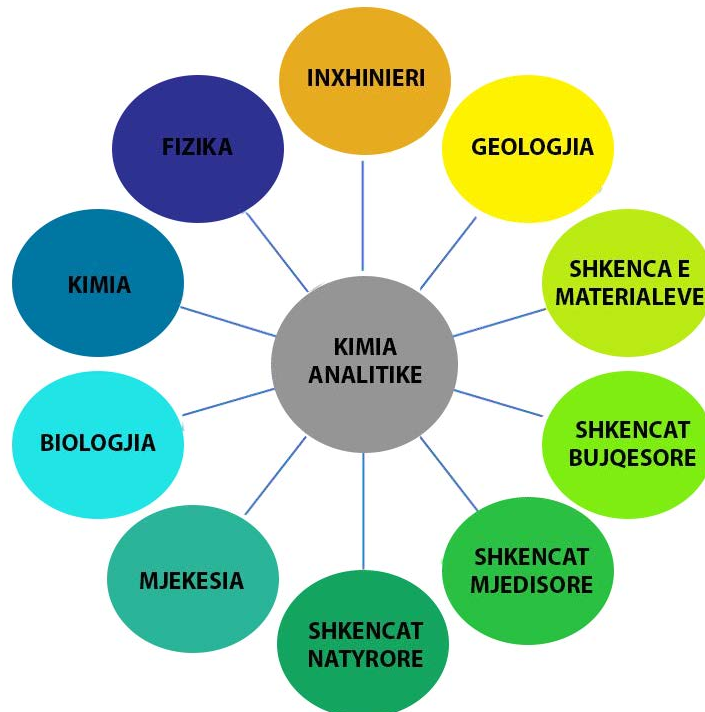 INXHINIERI
FIZIKA
GEOLOGJIA
KIMIA
SHKENCA E
MATERIALEVE
KIMIA
ANALITIKE
BIOLOGJIA
SHKENCAT
BUJQESORE
MJEKESIA
SHKENCAT
MJEDISORE
SHKENCAT
NATYRORE